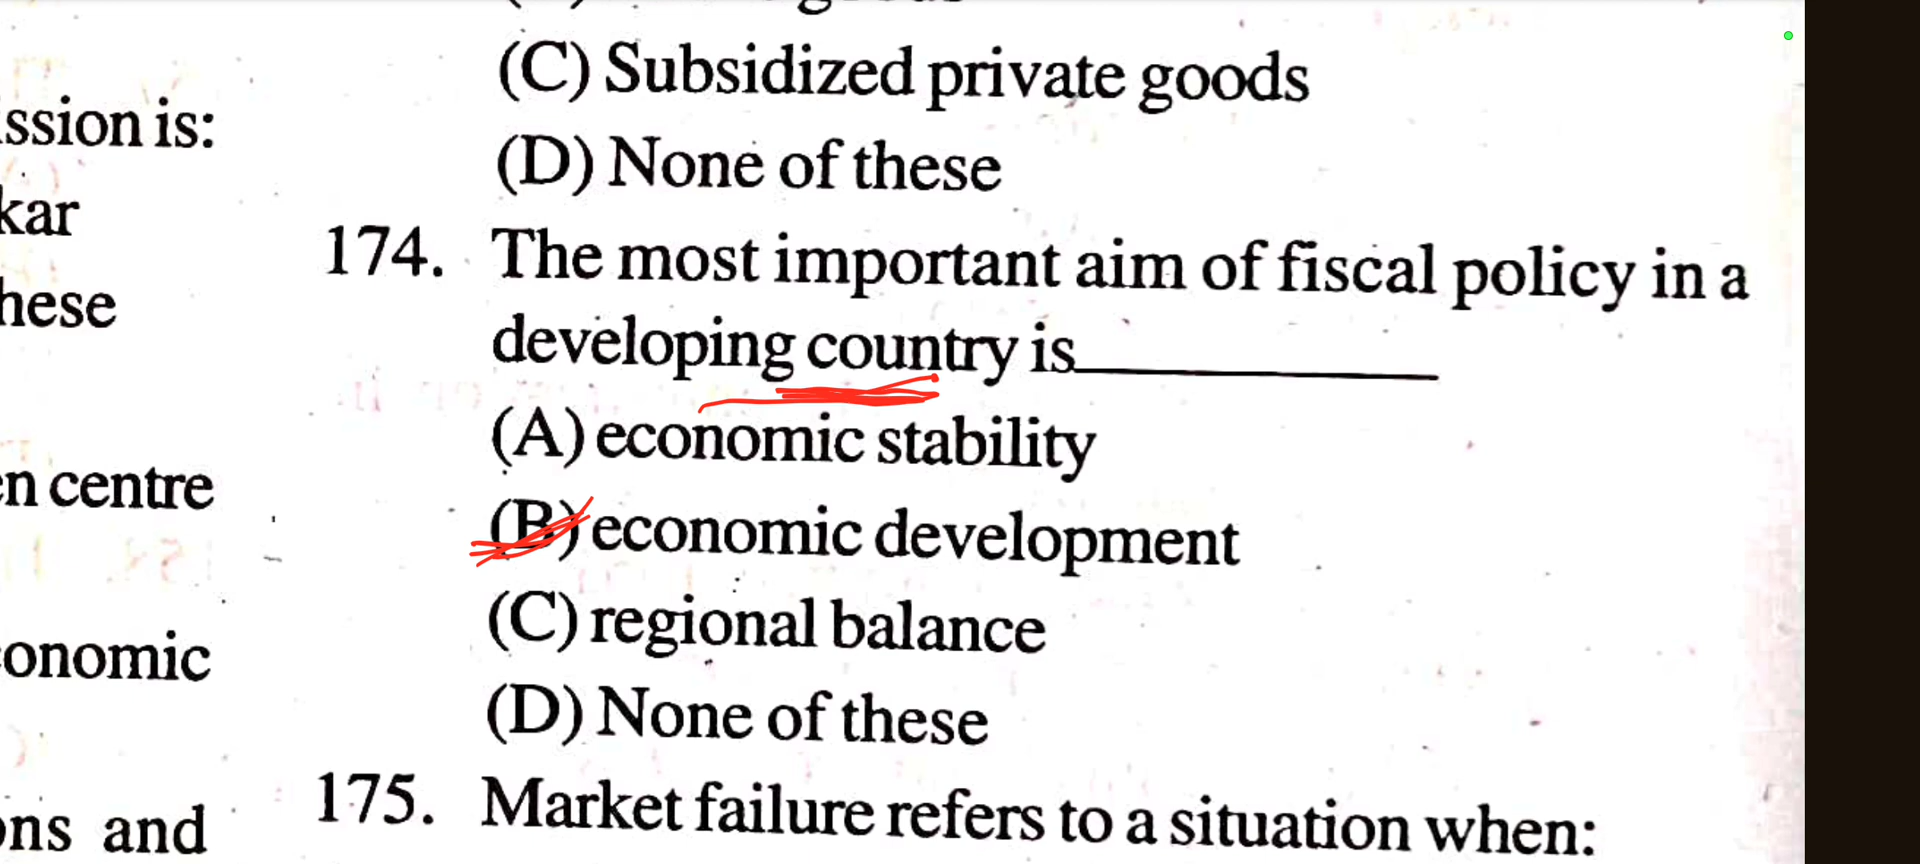 (C) Subsidized private goods
(D) None of these
174. The most important aim of fiscal policy in a
developing country is__________
(A) economic stability
(B) economic development
(C) regional balance
(D) None of these
175. Market failure refers to a situation when:
ssion is:
kar
hese
n centre
onomic
ons and